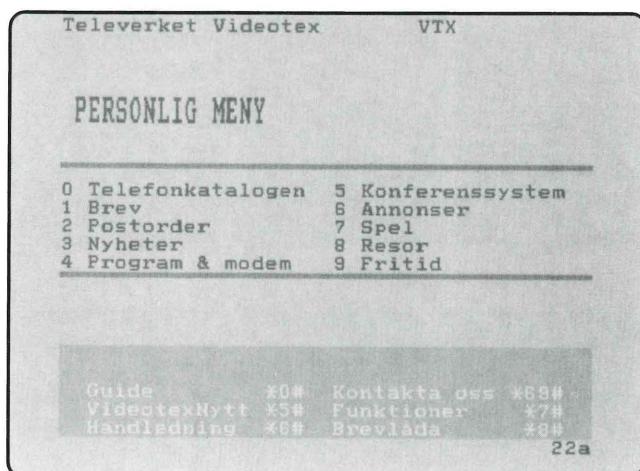 Televerket Videotex VTX
PERSONLIG MENY
0 Telefonkatalogen 5 Konferenssystem
1 Brev 6 Annonser
2 Postorder 7 Spel
3 Nyheter 8 Resor
4 Program & modem 9 Fritid
Guide *0# Kontakta oss *69#
VideotexNytt *5# Funktioner *7#
Handledning *6# Brevlåda *8#
22a